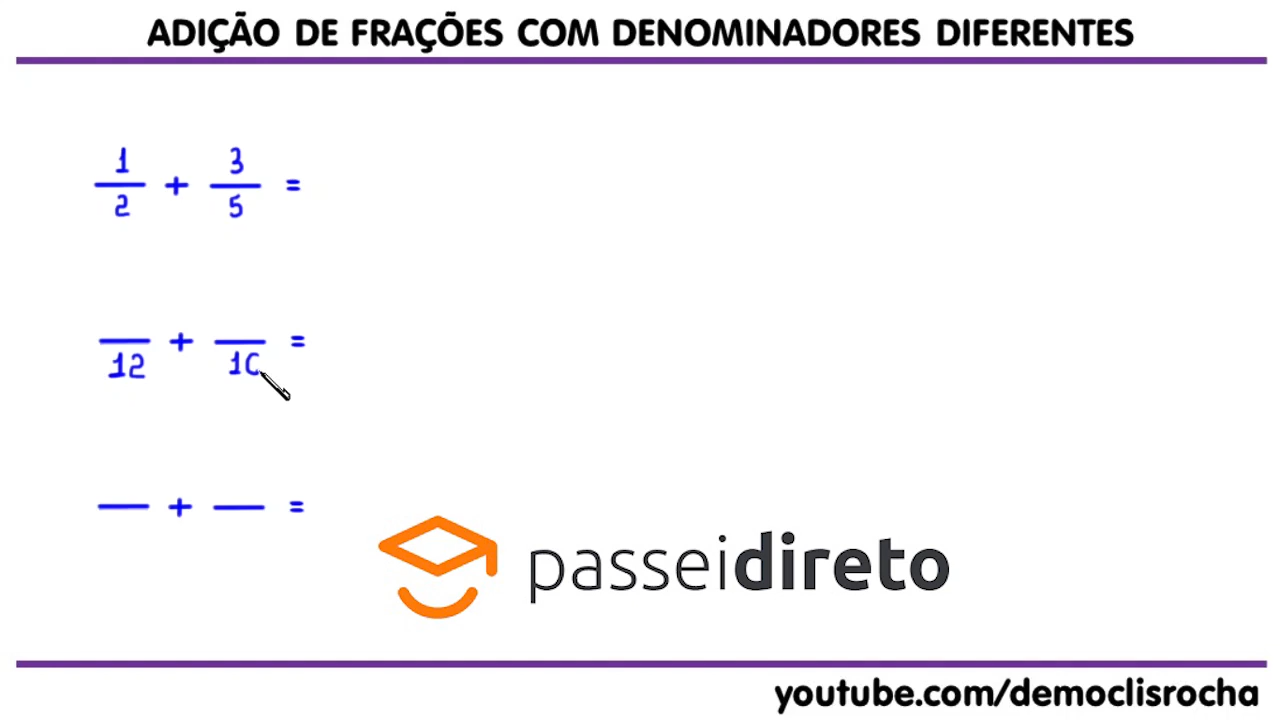 ADIÇÃO DE FRAÇÕES COM DENOMINADORES DIFERENTES
1 3
— + — =
2 5
— + — =
12 10
— + — =
passeidireto
youtube.com/democlisrocha